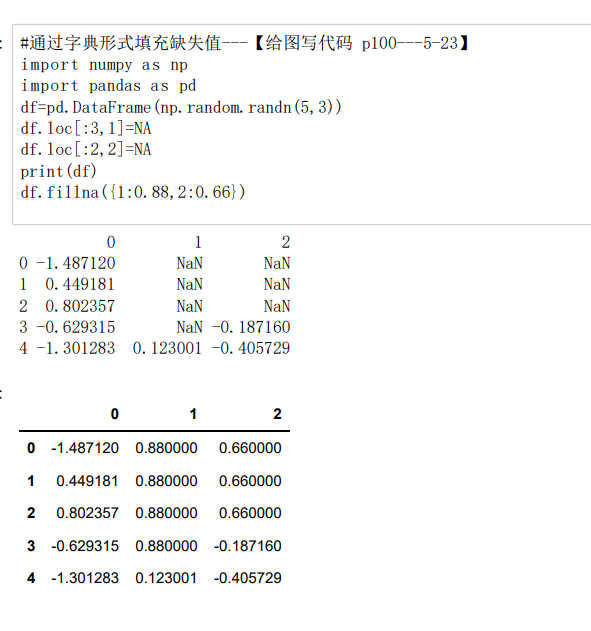 #通过字典形式填充缺失值---【给图写代码 p100---5-23】
import numpy as np
import pandas as pd
df=pd.DataFrame(np.random.randn(5,3))
df.loc[:3,1]=NA
df.loc[:2,2]=NA
print(df)
df.fillna({1:0.88,2:0.66})
0 1 2
0 -1.487120 NaN NaN
1 0.449181 NaN NaN
2 0.802357 NaN NaN
3 -0.629315 NaN -0.187160
4 -1.301283 0.123001 -0.405729
0 1 2
0 -1.487120 0.880000 0.660000
1 0.449181 0.880000 0.660000
2 0.802357 0.880000 0.660000
3 -0.629315 0.880000 -0.187160
4 -1.301283 0.123001 -0.405729